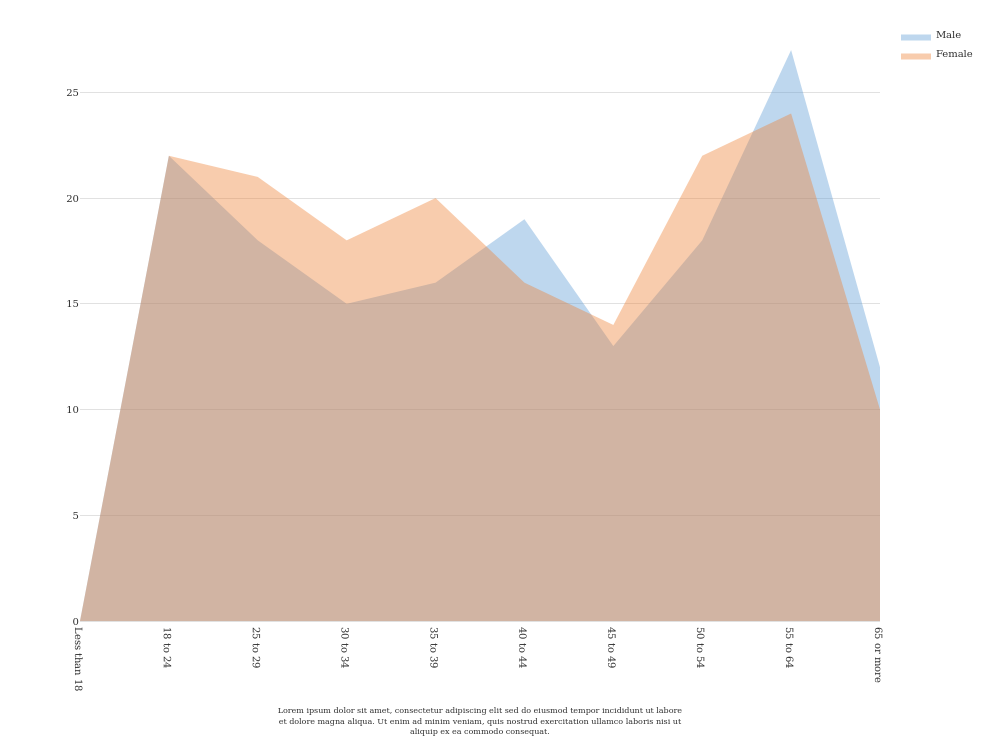 Male
Female
25
20
15
10
5
0
Less than 18
18 to 24
25 to 29
30 to 34
35 to 39
40 to 44
45 to 49
50 to 54
55 to 64
65 or more
Lorem ipsum dolor sit amet, consectetur adipiscing elit sed do eiusmod tempor incididunt ut labore
et dolore magna aliqua. Ut enim ad minim veniam, quis nostrud exercitation ullamco laboris nisi ut
aliquip ex ea commodo consequat.